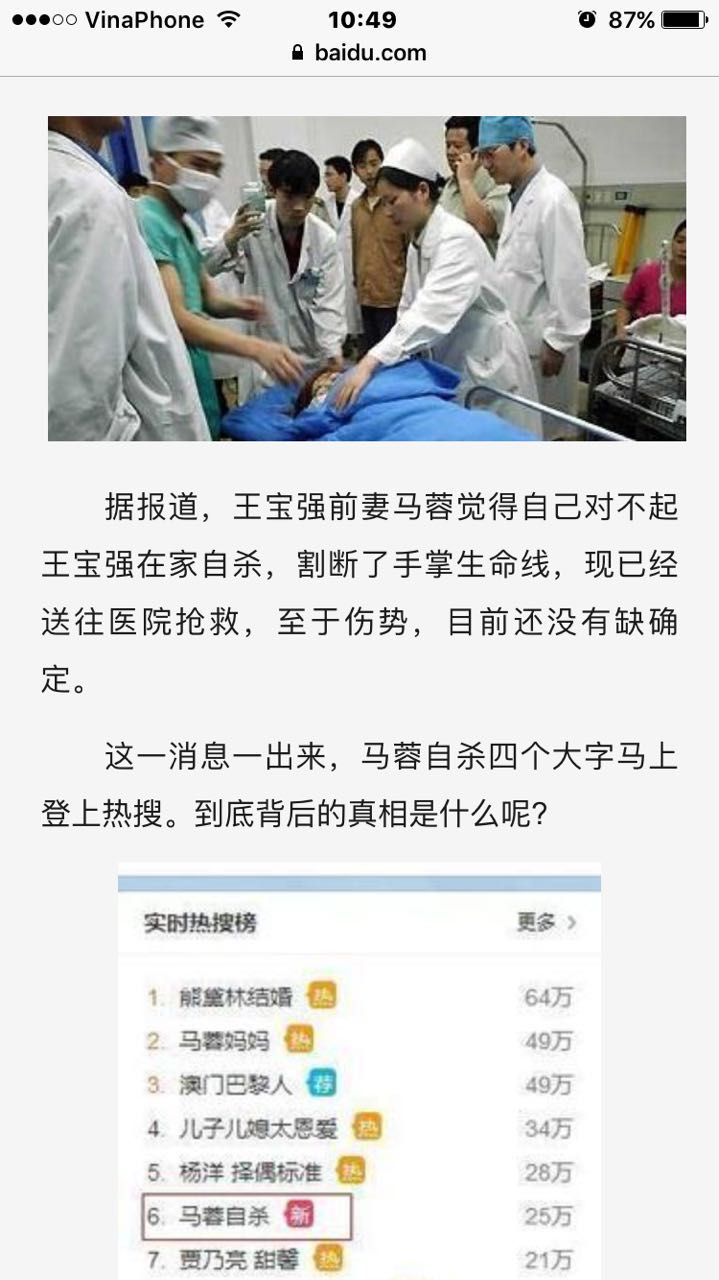 VinaPhone 10:49 87%
baidu.com
据报道，王宝强前妻马蓉觉得自己对不起
王宝强在家自杀，割断了手掌生命线，现已经
送往医院抢救，至于伤势，目前还没有缺确
定。
这一消息一出来，马蓉自杀四个大字马上
登上热搜。到底背后的真相是什么呢?
实时热搜榜 更多
1. 熊黛林结婚 热 64万
2. 马蓉妈妈 热 49万
3. 澳门巴黎人 荐 49万
4. 儿子儿媳太恩爱 热 34万
5. 杨洋 择偶标准 热 28万
6. 马蓉自杀 新 25万
7. 贾乃亮 甜馨 热 21万